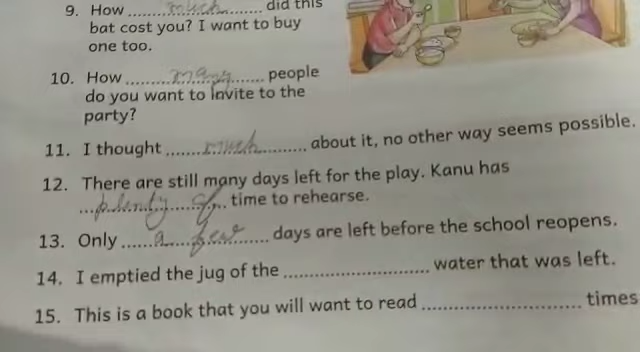 9. How ....much.... did this
bat cost you? I want to buy
one too.
10. How ....many.... people
do you want to invite to the
party?
11. I thought ....much.... about it, no other way seems possible.
12. There are still many days left for the play. Kanu has
....plenty of.... time to rehearse.
13. Only ....a few.... days are left before the school reopens.
14. I emptied the jug of the .......................... water that was left.
15. This is a book that you will want to read ............................ times